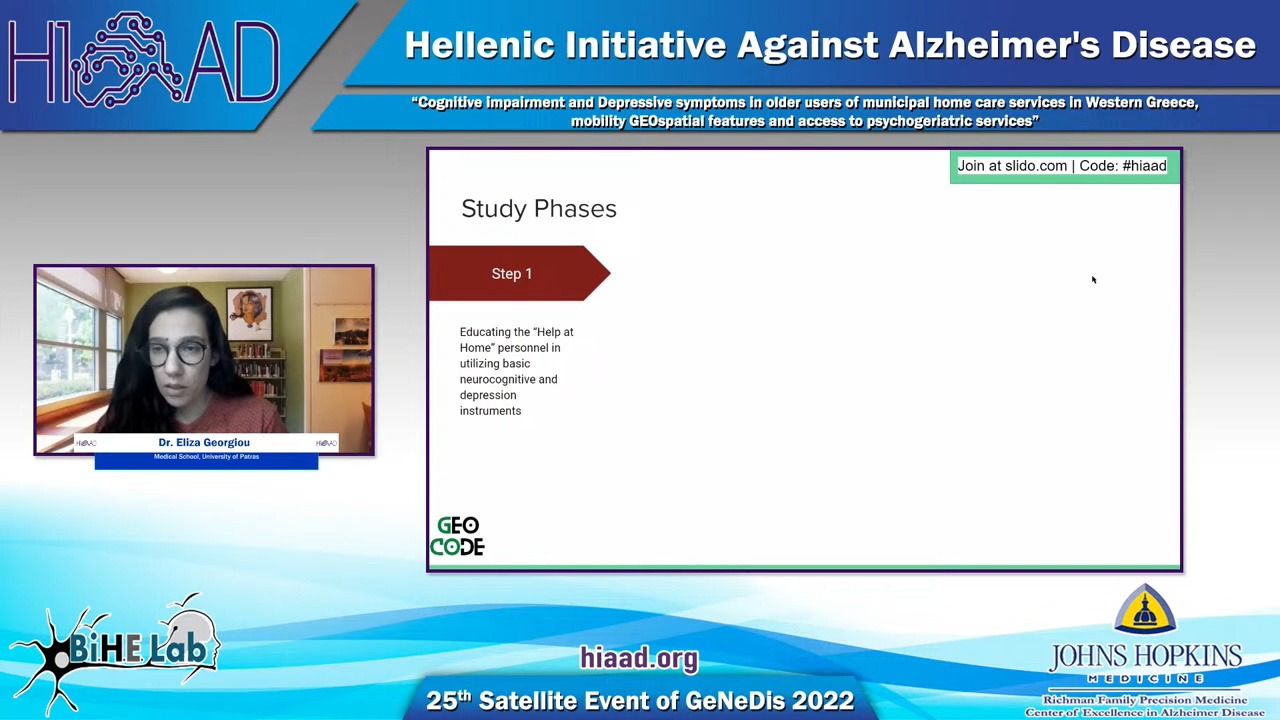 HIAAD
Hellenic Initiative Against Alzheimer's Disease
“Cognitive impairment and Depressive symptoms in older users of municipal home care services in Western Greece,
mobility GEOspatial features and access to psychogeriatric services”
Join at slido.com | Code: #hiaad
Study Phases
Step 1
Educating the “Help at
Home” personnel in
utilizing basic
neurocognitive and
depression
instruments
GEO
CODE
HIAAD
Dr. Eliza Georgiou
HIAAD
Medical School, University of Patras
BiHE Lab
hiaad.org
25th Satellite Event of GeNeDis 2022
JOHNS HOPKINS
MEDICINE
Richman Family Precision Medicine
Center of Excellence in Alzheimer Disease